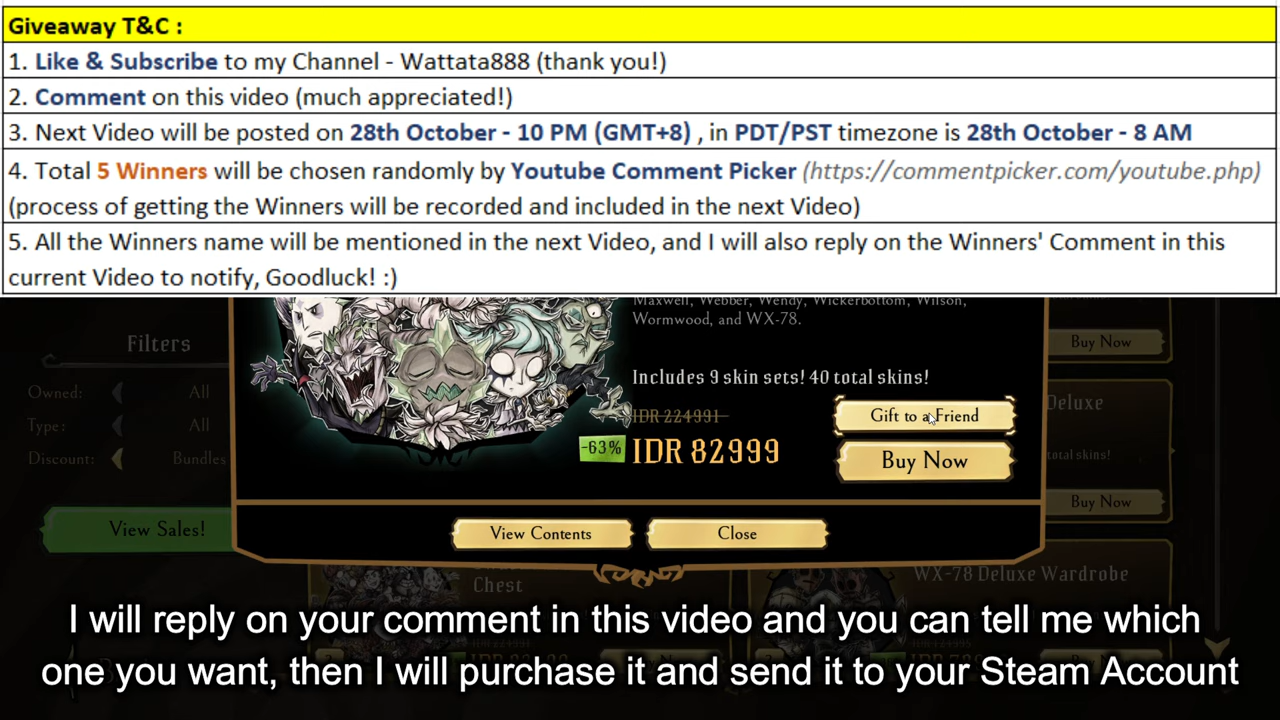 Giveaway T&C :
1. Like & Subscribe to my Channel - Wattata888 (thank you!)
2. Comment on this video (much appreciated!)
3. Next Video will be posted on 28th October - 10 PM (GMT+8) , in PDT/PST timezone is 28th October - 8 AM
4. Total 5 Winners will be chosen randomly by Youtube Comment Picker (https://commentpicker.com/youtube.php)
(process of getting the Winners will be recorded and included in the next Video)
5. All the Winners name will be mentioned in the next Video, and I will also reply on the Winners' Comment in this
current Video to notify, Goodluck! :)
Maxwell, Webber, Wendy, Wickerbottom, Wilson,
Wormwood, and WX-78.
Filters
Owned: All
Type: All
Discount: Bundles
View Sales!
Includes 9 skin sets! 40 total skins!
IDR 224991
-63% IDR 82999
Gift to a Friend
Buy Now
View Contents
Close
Buy Now
Deluxe
total skins!
Buy Now
Chest
WX-78 Deluxe Wardrobe
I will reply on your comment in this video and you can tell me which
one you want, then I will purchase it and send it to your Steam Account